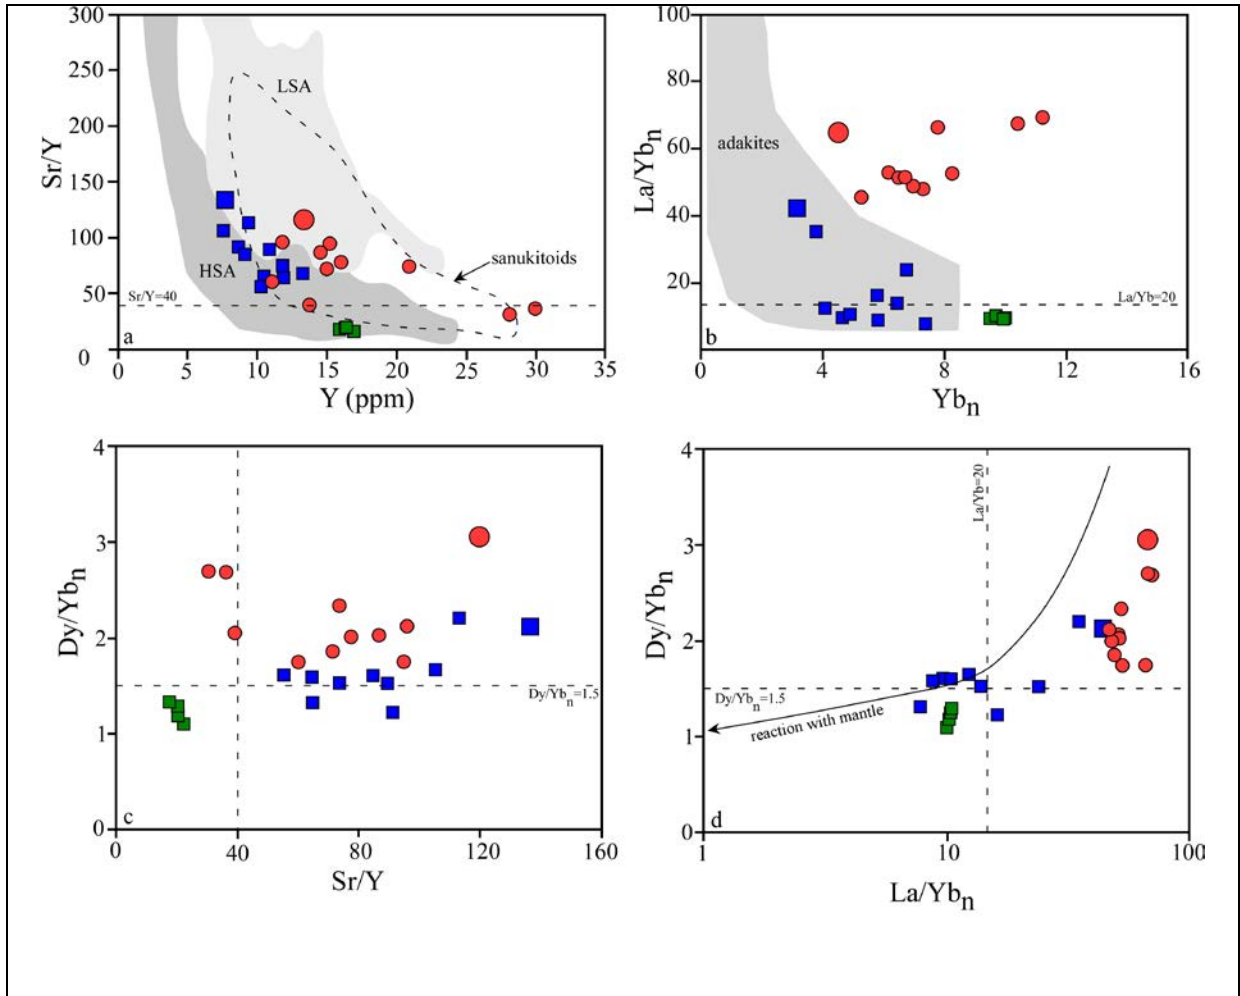 300
250
200
150
100
50
0
Sr/Y
LSA
HSA
sanukitoids
Sr/Y=40
a
0
5
10
15
20
25
30
35
Y (ppm)
100
80
60
40
20
La/Ybn
adakites
La/Yb=20
b
0
4
8
12
16
Ybn
4
3
2
1
0
Dy/Ybn
Dy/Ybn=1.5
c
0
40
80
120
160
Sr/Y
4
3
2
1
0
Dy/Ybn
La/Yb=20
Dy/Ybn=1.5
reaction with mantle
d
1
10
100
La/Ybn